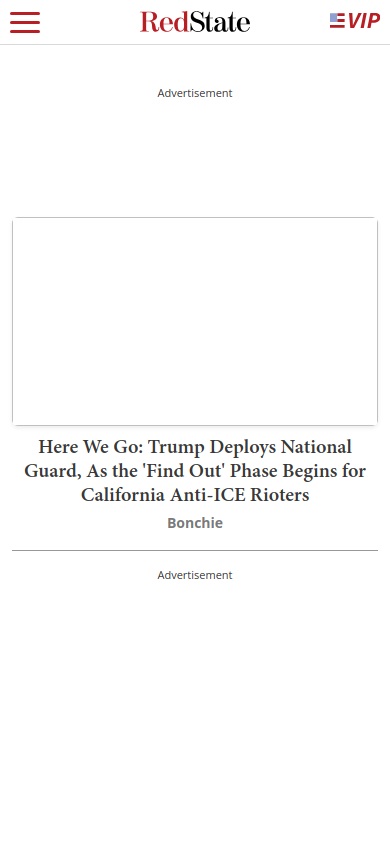 RedState
VIP
Advertisement
Here We Go: Trump Deploys National
Guard, As the 'Find Out' Phase Begins for
California Anti-ICE Rioters
Bonchie
Advertisement